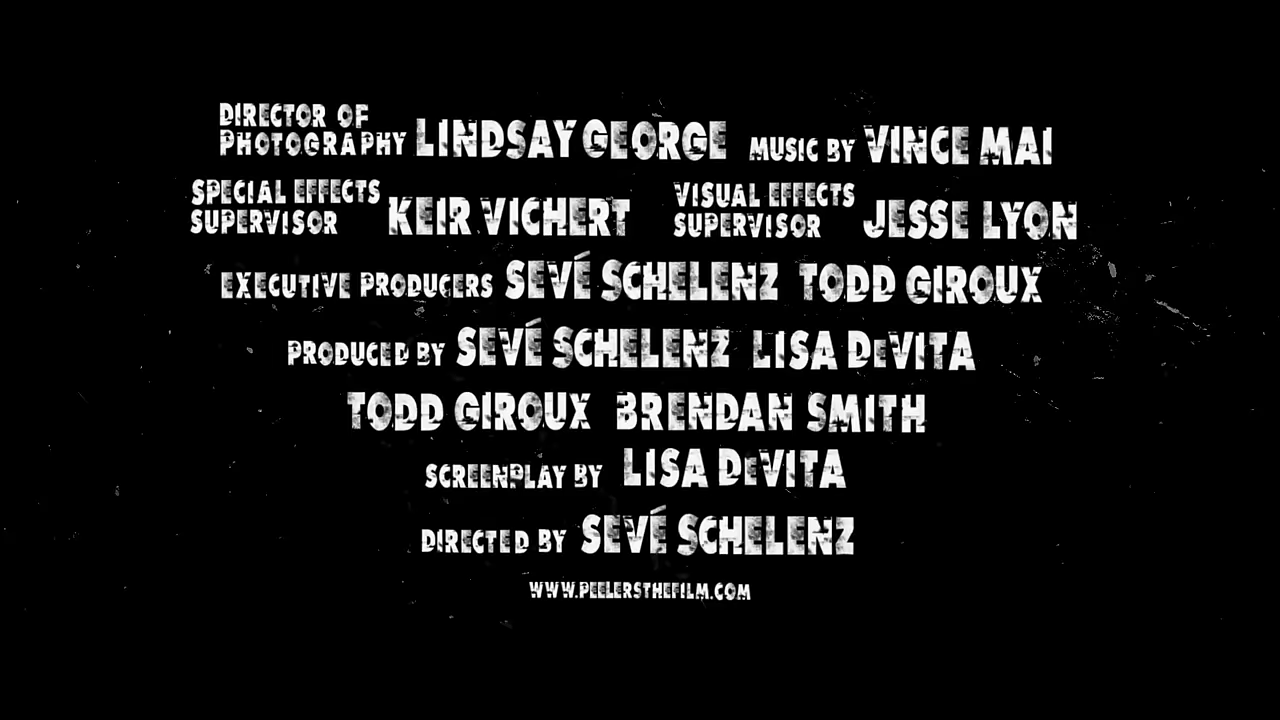 DIRECTOR OF PHOTOGRAPHY LINDSAY GEORGE MUSIC BY VINCE MAI
SPECIAL EFFECTS SUPERVISOR KEIR VICHERT VISUAL EFFECTS SUPERVISOR JESSE LYON
EXECUTIVE PRODUCERS SEVÉ SCHELENZ TODD GIROUX
PRODUCED BY SEVÉ SCHELENZ LISA DeVITA
TODD GIROUX BRENDAN SMITH
SCREENPLAY BY LISA DeVITA
DIRECTED BY SEVÉ SCHELENZ
WWW.PEELERSTHEFILM.COM